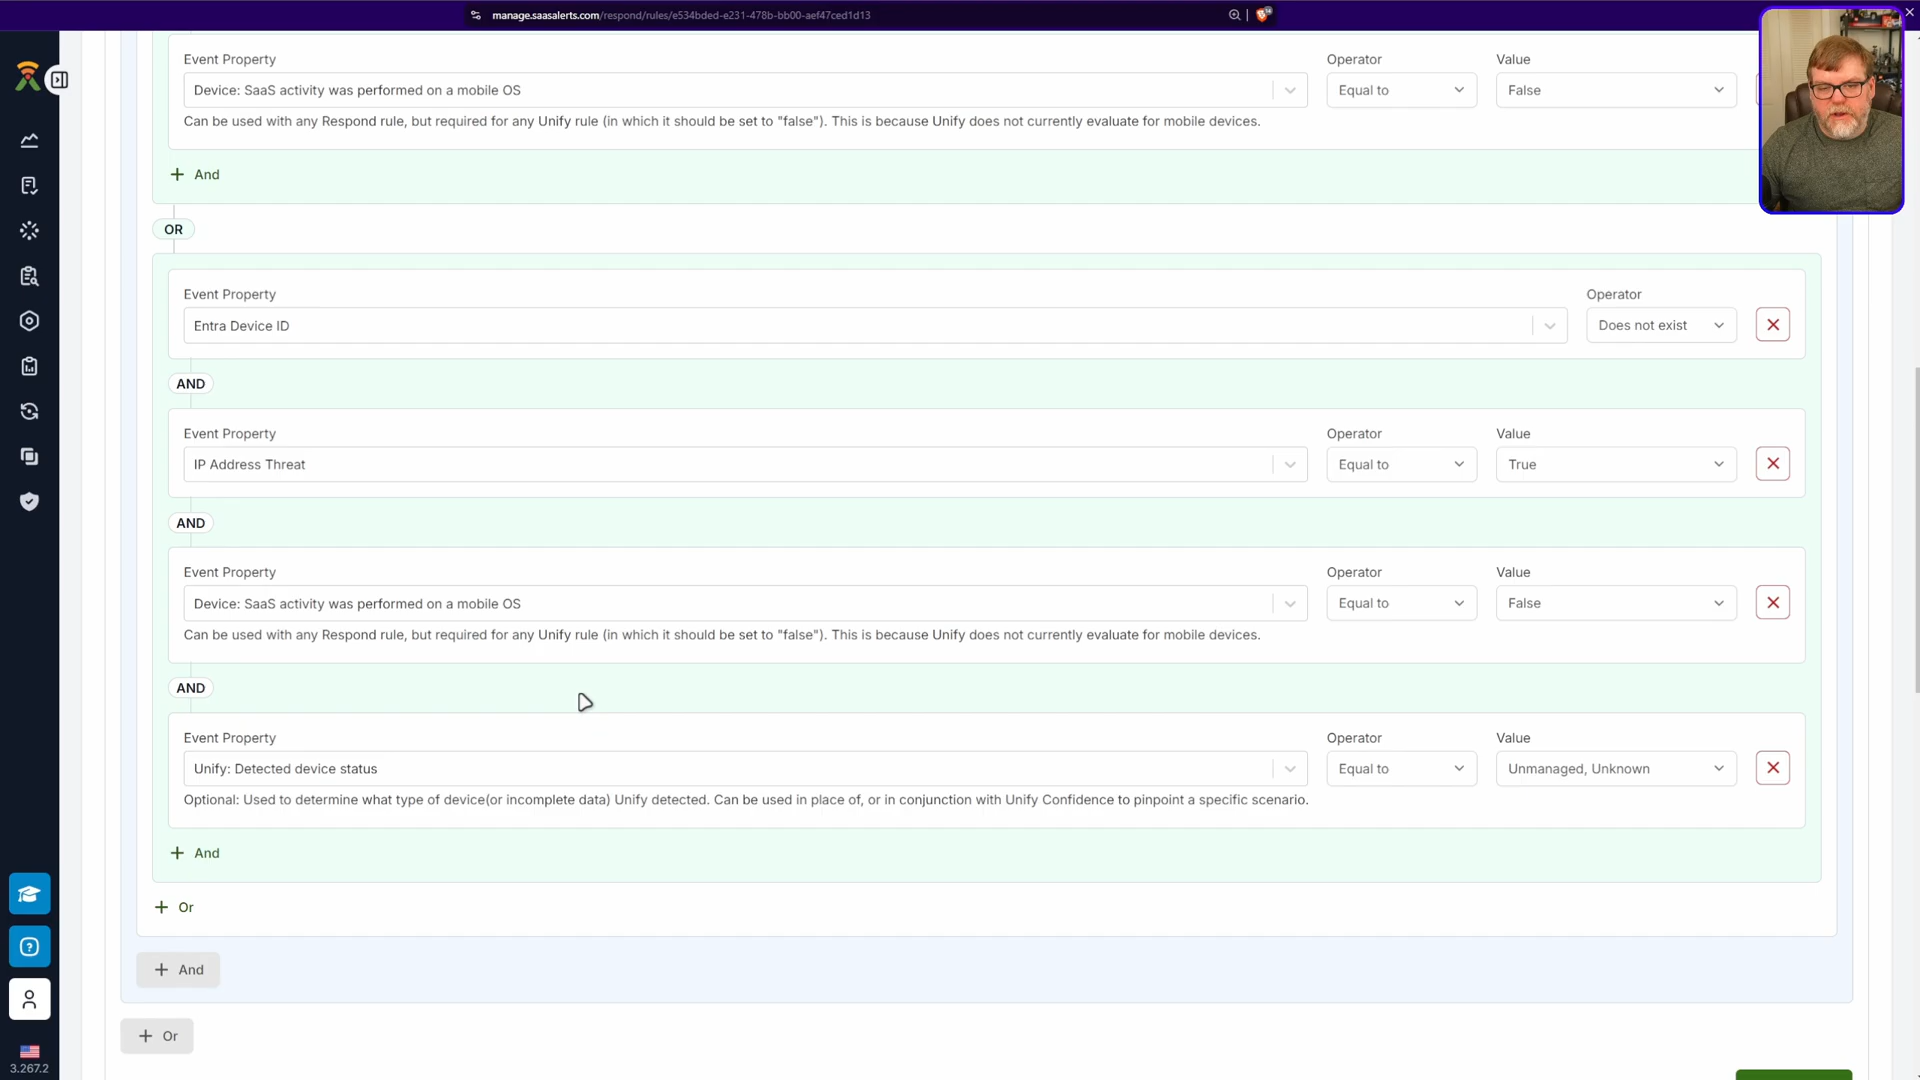 manage.saasalerts.com/respond/rules/e534bded-e231-478b-bb00-aef47ced1d13
Event Property
Operator
Value
Device: SaaS activity was performed on a mobile OS
Equal to
False
Can be used with any Respond rule, but required for any Unify rule (in which it should be set to "false"). This is because Unify does not currently evaluate for mobile devices.
And
OR
Event Property
Operator
Entra Device ID
Does not exist
AND
Event Property
Operator
Value
IP Address Threat
Equal to
True
AND
Event Property
Operator
Value
Device: SaaS activity was performed on a mobile OS
Equal to
False
Can be used with any Respond rule, but required for any Unify rule (in which it should be set to "false"). This is because Unify does not currently evaluate for mobile devices.
AND
Event Property
Operator
Value
Unify: Detected device status
Equal to
Unmanaged, Unknown
Optional: Used to determine what type of device(or incomplete data) Unify detected. Can be used in place of, or in conjunction with Unify Confidence to pinpoint a specific scenario.
And
Or
And
Or
3.267.2